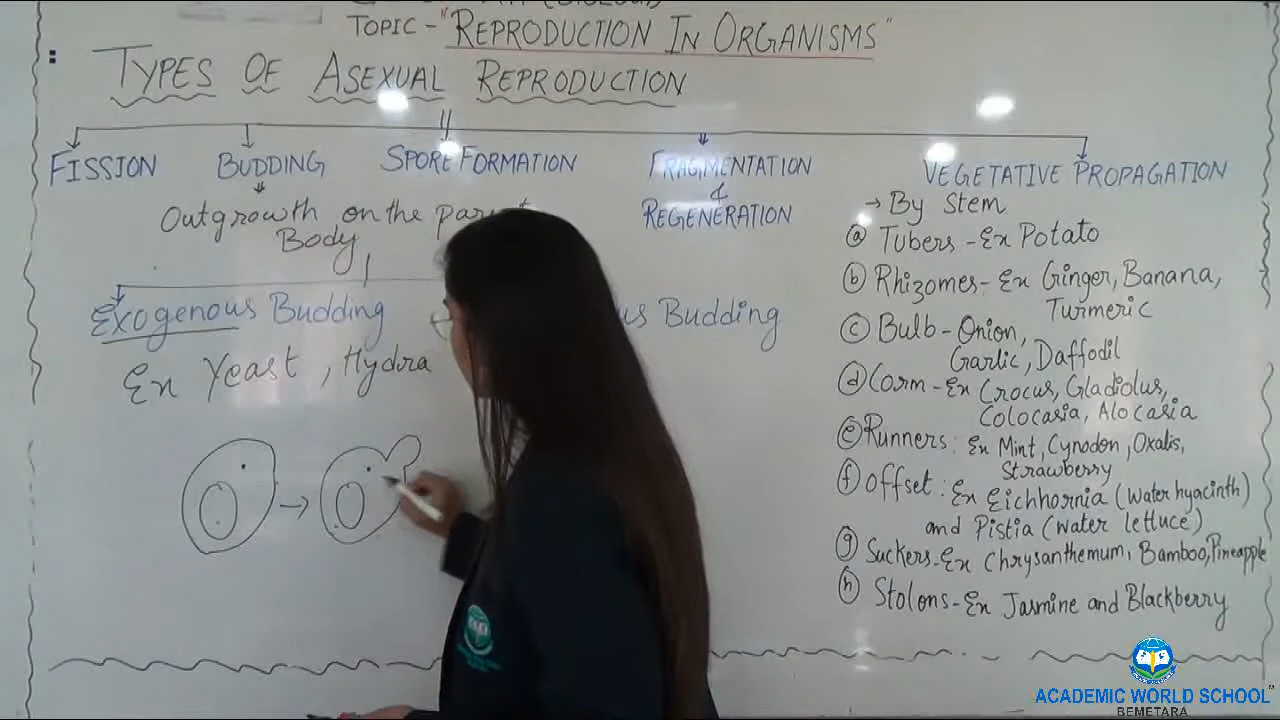 TOPIC - "REPRODUCTION IN ORGANISMS"
TYPES OF ASEXUAL REPRODUCTION
FISSION
BUDDING
SPORE FORMATION
FRAGMENTATION
&
REGENERATION
VEGETATIVE PROPAGATION
Outgrowth on the
Body
Exogenous Budding
Budding
Ex Yeast, Hydra
→ By Stem
(a) Tubers - Ex Potato
(b) Rhizomes - Ex Ginger, Banana,
Turmeric
(c) Bulb - Onion,
Garlic, Daffodil
(d) Corm - Ex Crocus, Gladiolus,
Colocasia, Alocasia
(e) Runners: Ex Mint, Cynodon, Oxalis,
Strawberry
(f) Offset: Ex Eichhornia (water hyacinth)
and Pistia (water lettuce)
(g) Suckers - Ex Chrysanthemum, Bamboo, Pineapple
(h) Stolons - Ex Jasmine and Blackberry
ACADEMIC WORLD SCHOOL
BEMETARA